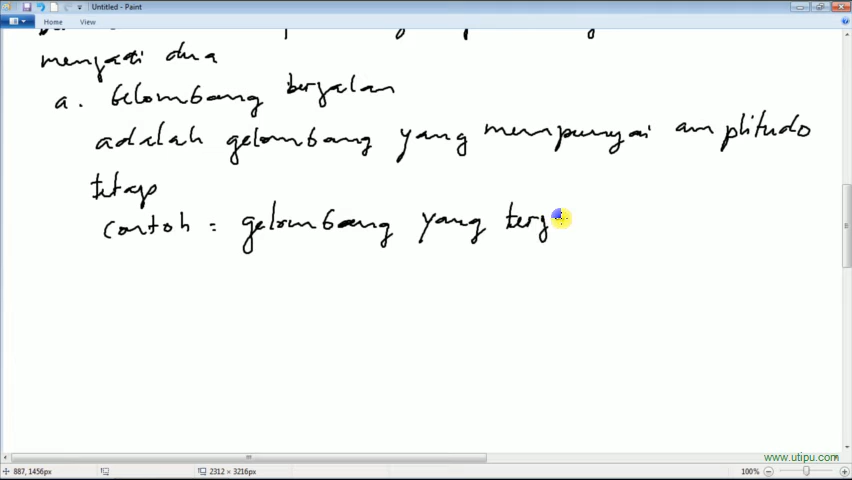 Untitled - Paint
Home View
menjadi dua
a. Gelombang berjalan
adalah gelombang yang mempunyai amplitudo
tetap
contoh = gelombang yang terj
www.utipu.com
887, 1456px 2312 × 3216px 100%